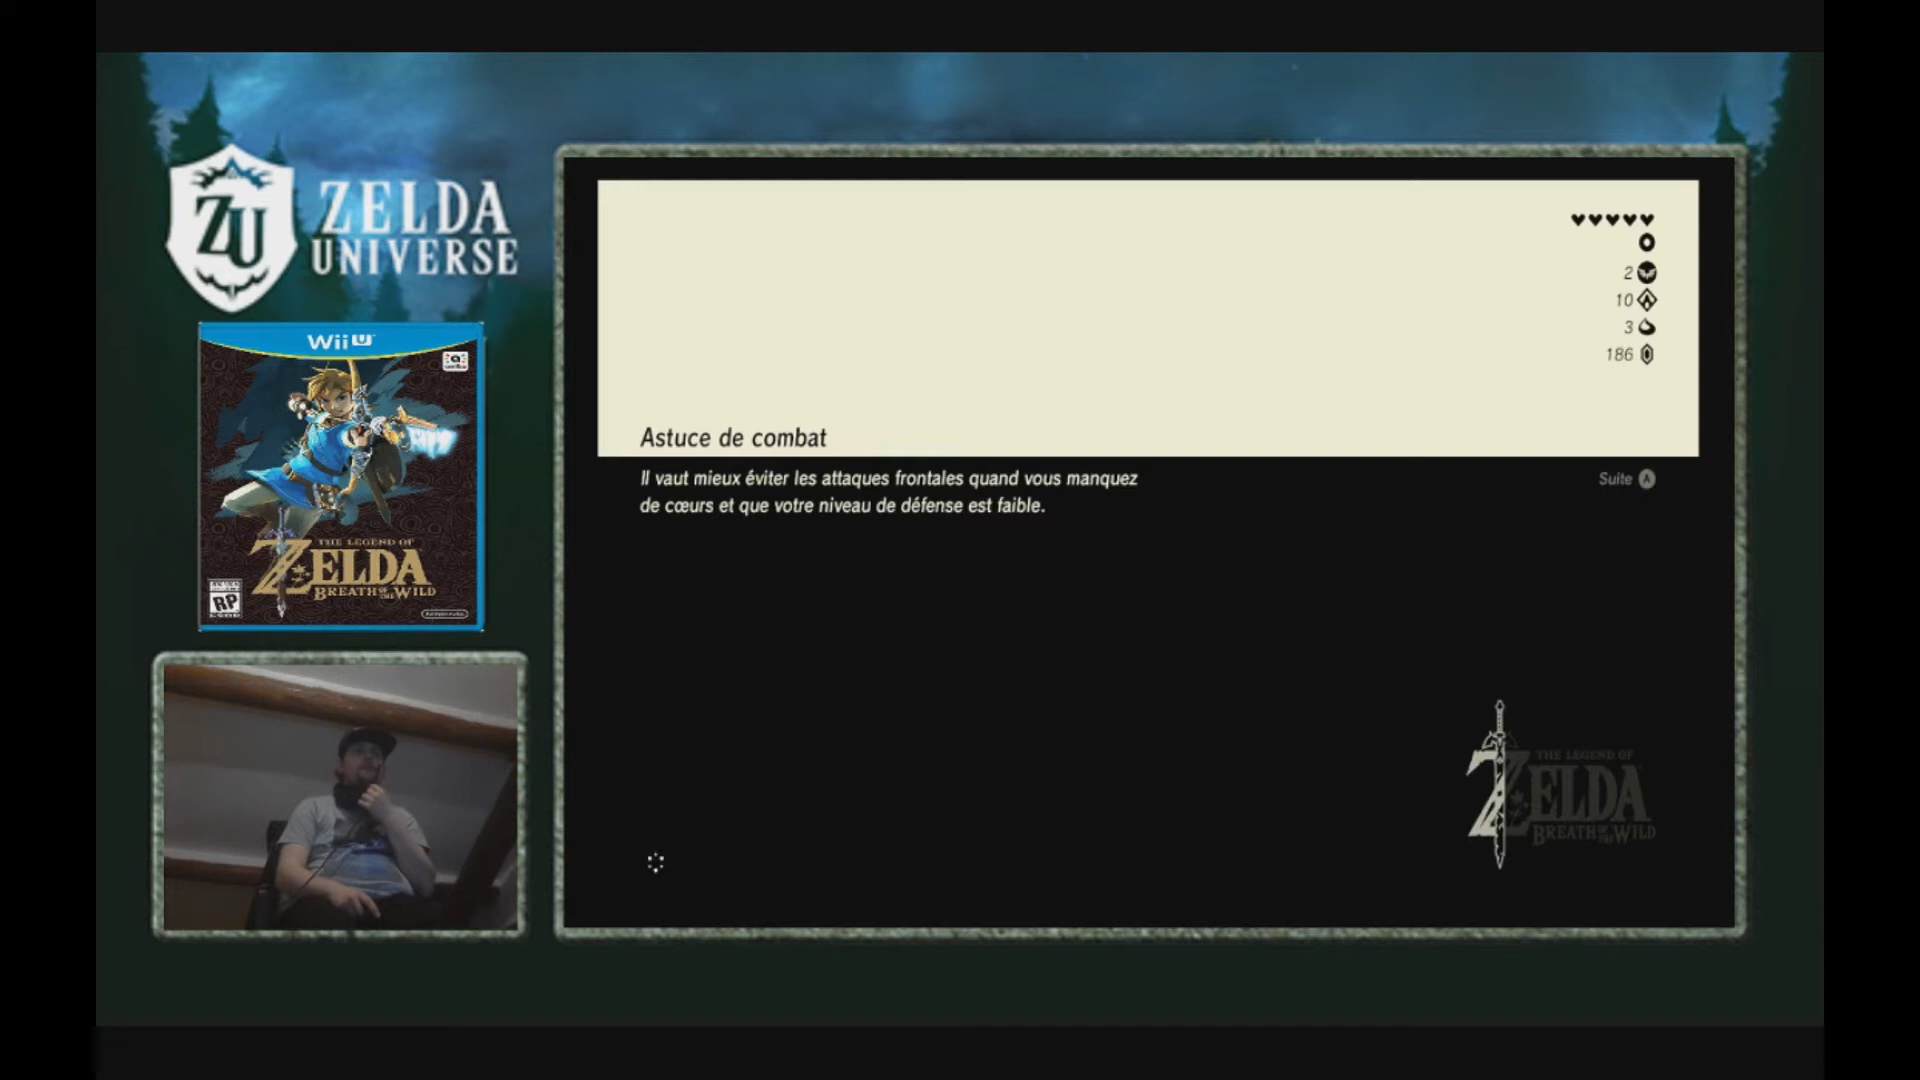 ZU
ZELDA
UNIVERSE
Wii U
THE LEGEND OF
ZELDA
BREATH OF THE WILD
RP
2
10
3
186
Astuce de combat
Il vaut mieux éviter les attaques frontales quand vous manquez
de cœurs et que votre niveau de défense est faible.
Suite A
THE LEGEND OF
ZELDA
BREATH OF THE WILD